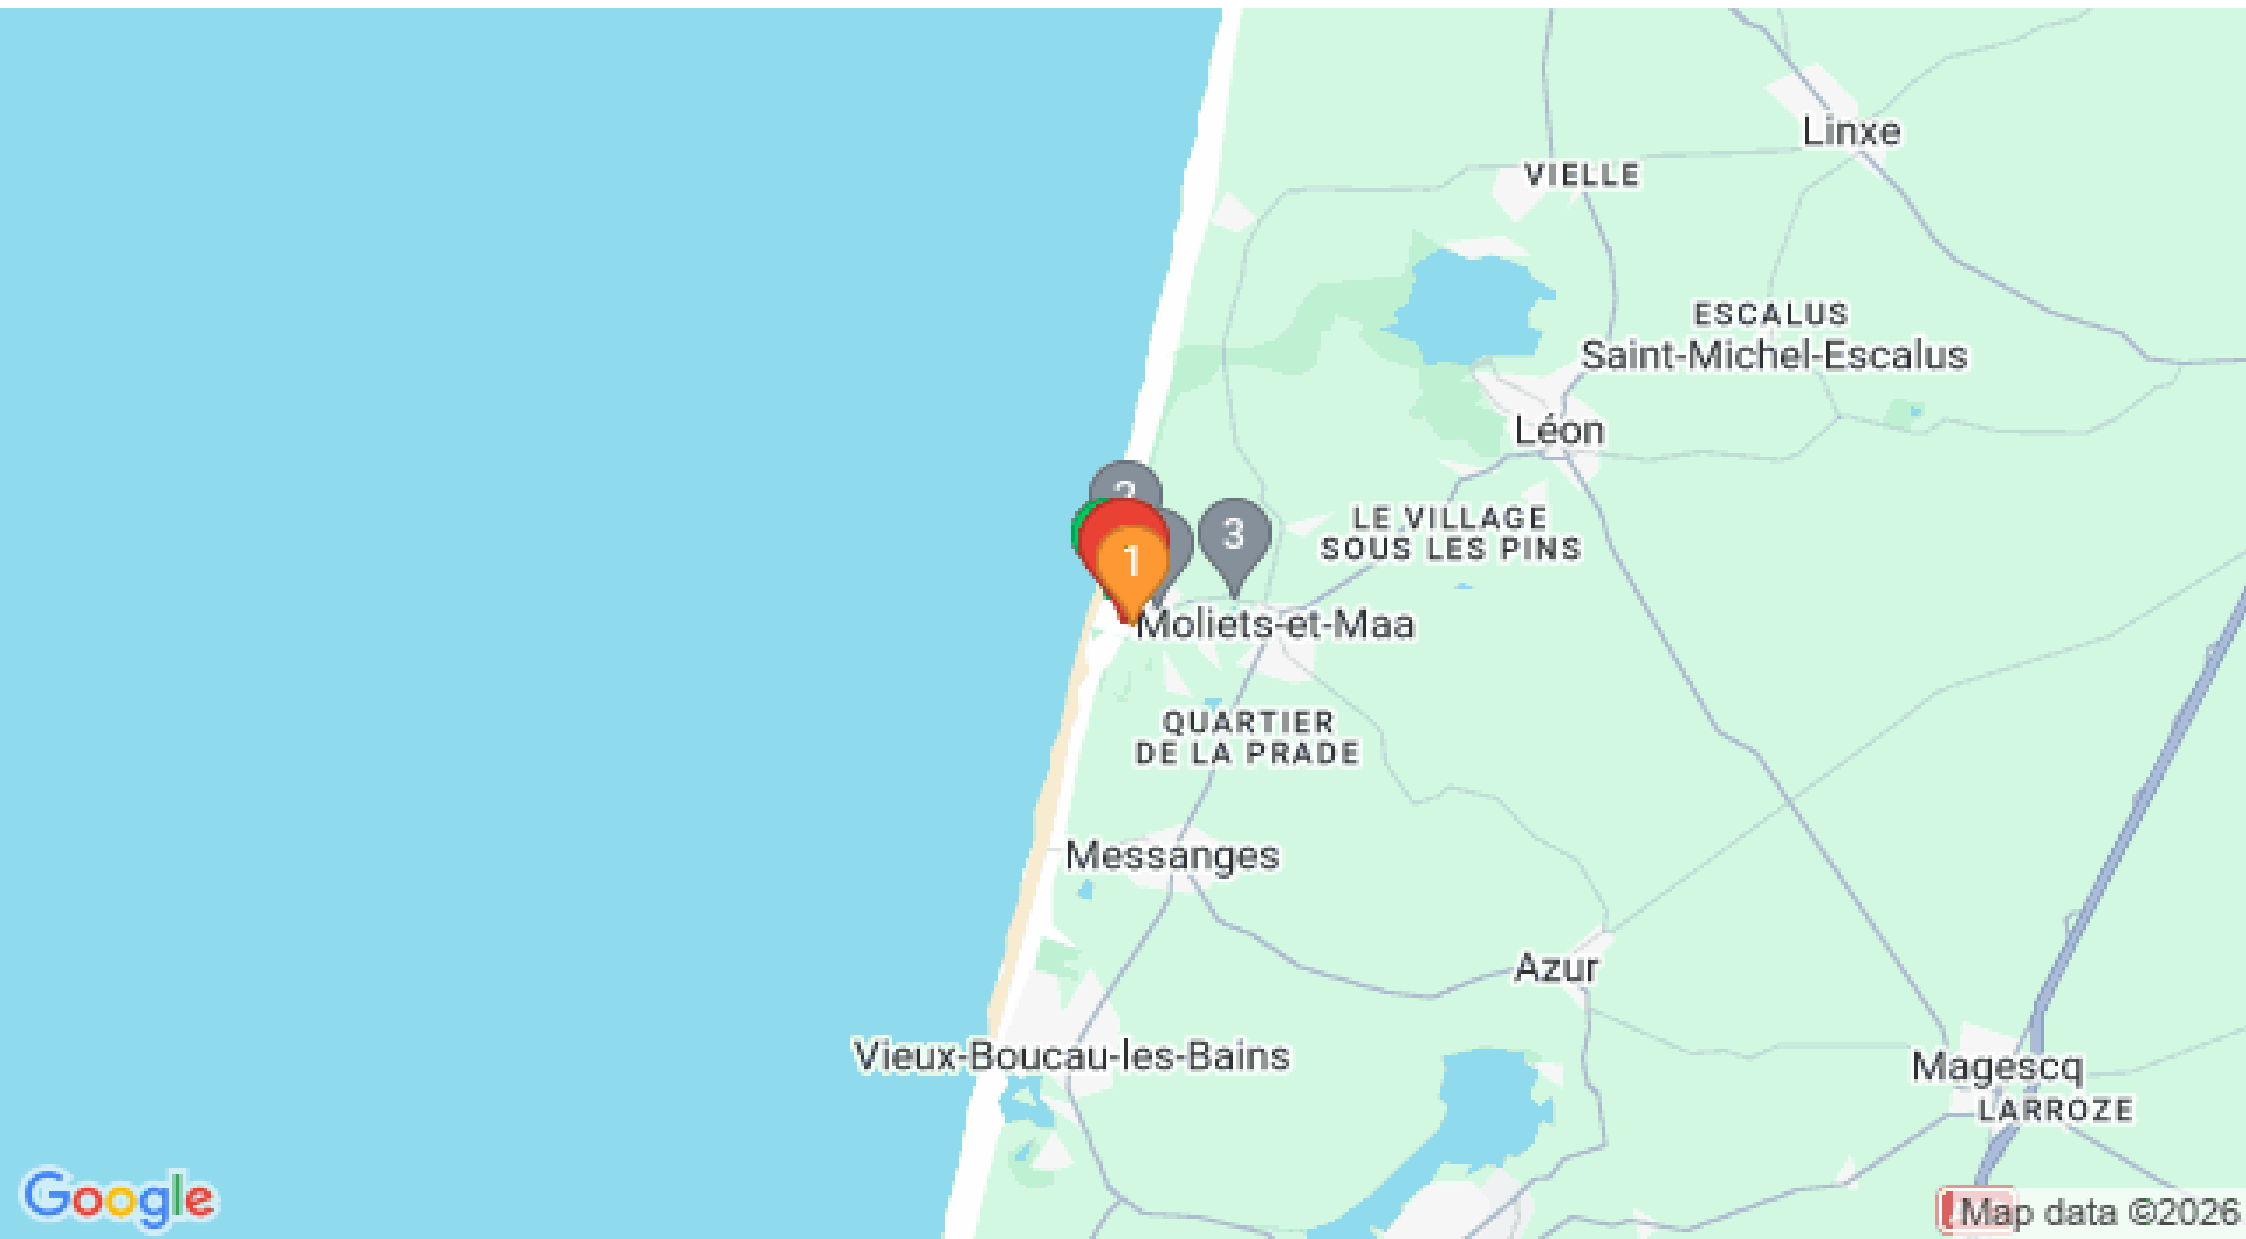 Linxe
VIELLE
ESCALUS
Saint-Michel-Escalus
Léon
2
3
1
LE VILLAGE
SOUS LES PINS
Moliets-et-Maa
QUARTIER
DE LA PRADE
Messanges
Azur
Vieux-Boucau-les-Bains
Magescq
LARROZE
Google
Map data ©2026